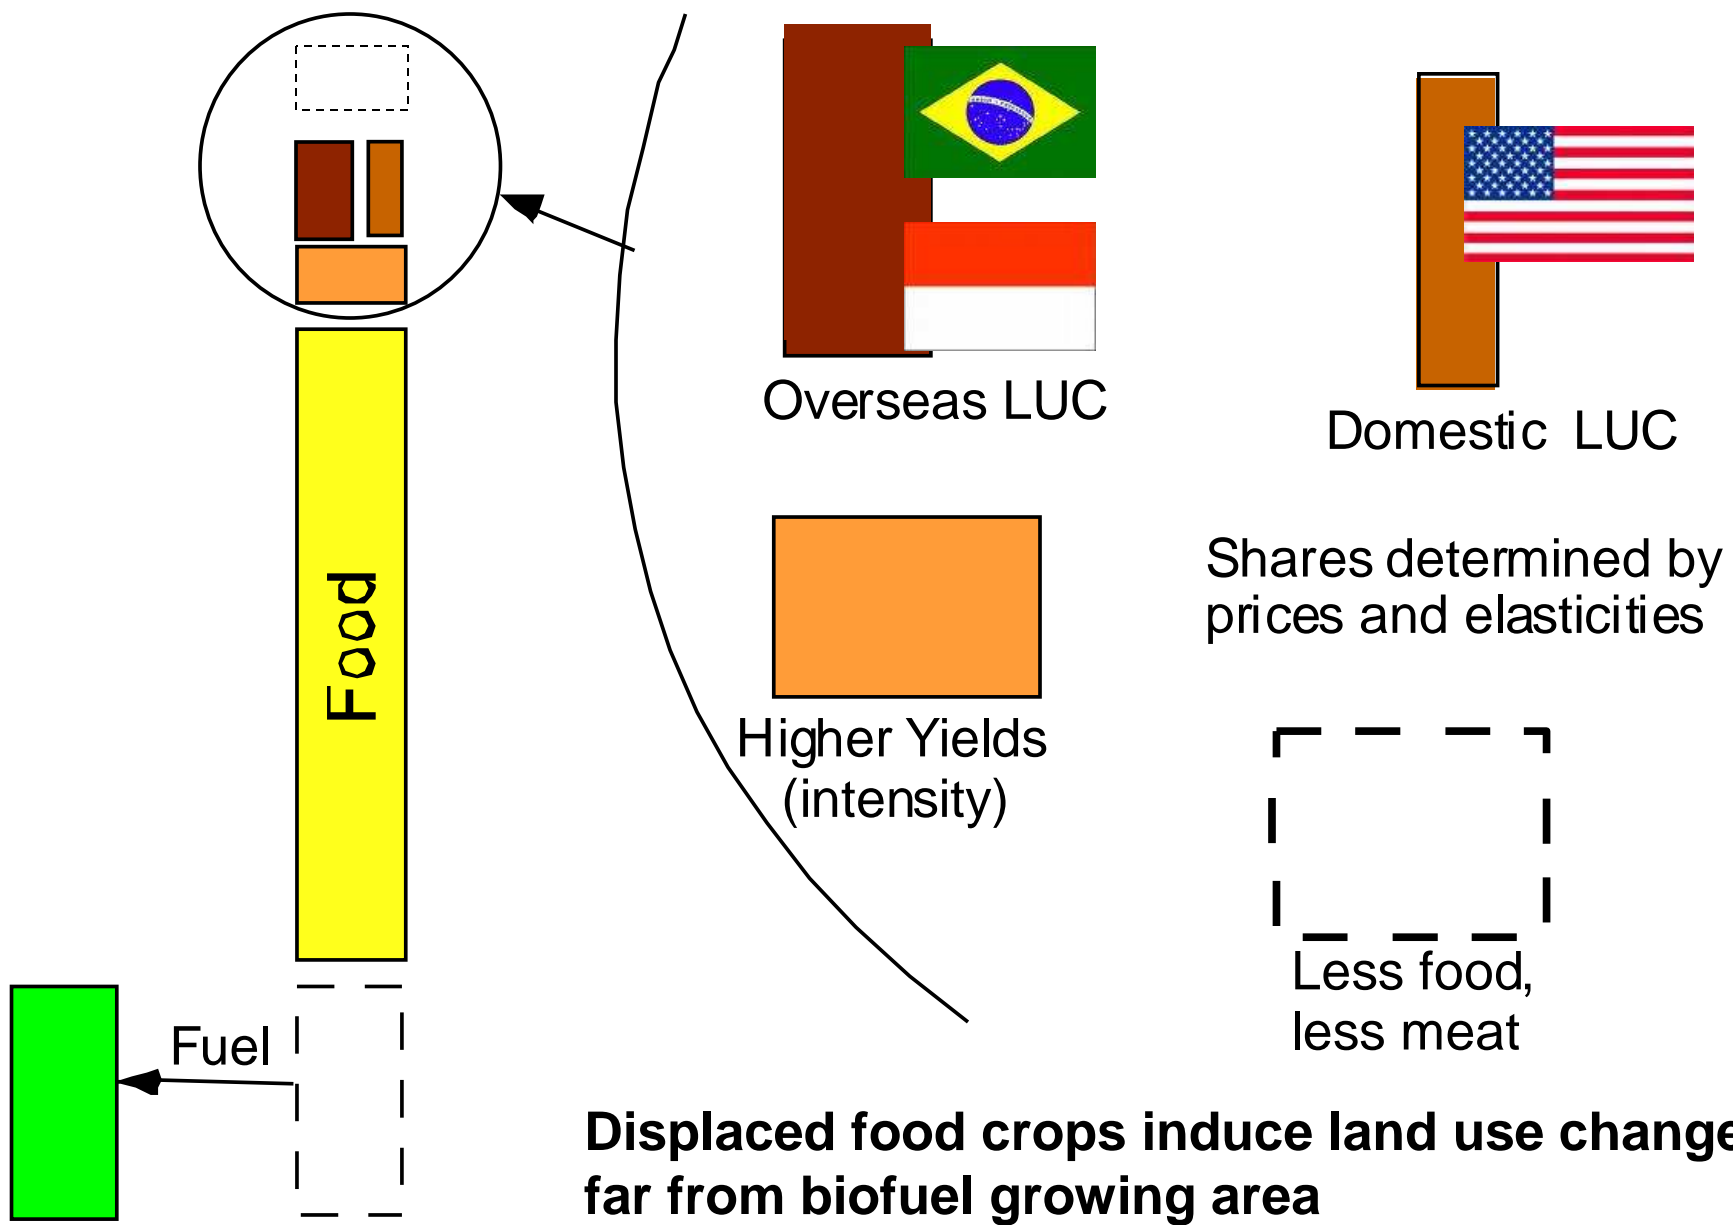 Overseas LUC
Domestic LUC
Food
Shares determined by
prices and elasticities
Higher Yields
(intensity)
Less food,
less meat
Fuel
Displaced food crops induce land use change
far from biofuel growing area